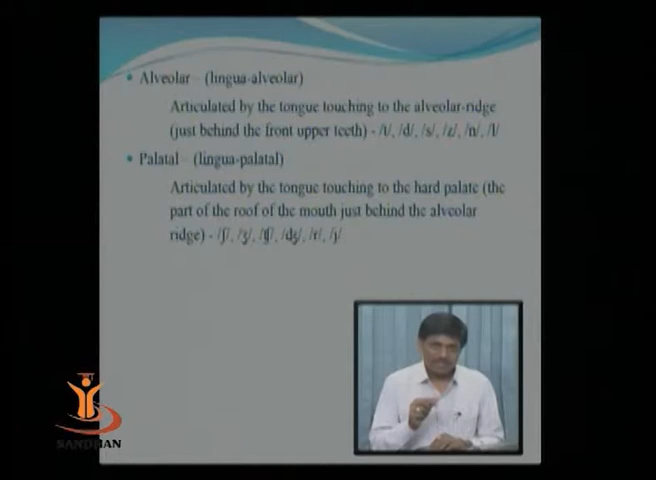 • Alveolar – (lingua-alveolar)
Articulated by the tongue touching to the alveolar-ridge
(just behind the front upper teeth) - /t/, /d/, /s/, /z/, /n/, /l/
• Palatal – (lingua-palatal)
Articulated by the tongue touching to the hard palate (the
part of the roof of the mouth just behind the alveolar
ridge) - /ʃ/, /ʒ/, /tʃ/, /dʒ/, /r/, /j/
SANDHAN